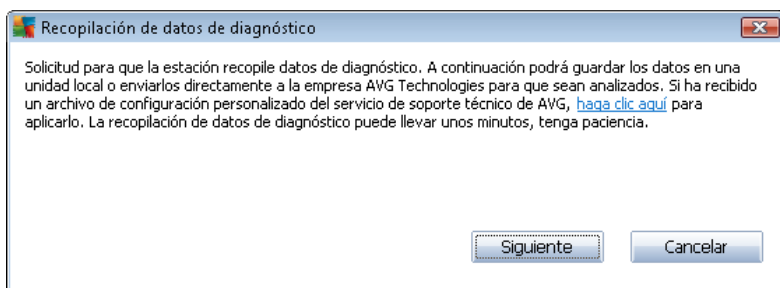 Recopilación de datos de diagnóstico
Solicitud para que la estación recopile datos de diagnóstico. A continuación podrá guardar los datos en una
unidad local o enviarlos directamente a la empresa AVG Technologies para que sean analizados. Si ha recibido
un archivo de configuración personalizado del servicio de soporte técnico de AVG, haga clic aquí para
aplicarlo. La recopilación de datos de diagnóstico puede llevar unos minutos, tenga paciencia.
Siguiente Cancelar